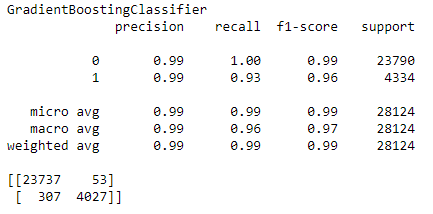 GradientBoostingClassifier
precision recall f1-score support
0 0.99 1.00 0.99 23790
1 0.99 0.93 0.96 4334
micro avg 0.99 0.99 0.99 28124
macro avg 0.99 0.96 0.97 28124
weighted avg 0.99 0.99 0.99 28124
[[23737 53]
[ 307 4027]]